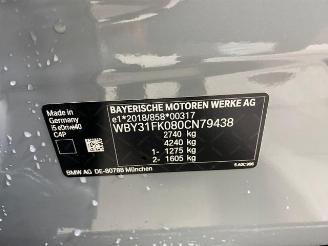 Made in
Germany
i5 eDrive40
C4P
BAYERISCHE MOTOREN WERKE AG
e1*2018/858*00317
WBY31FK080CN79438
2740 kg
4240 kg
1- 1275 kg
2- 1605 kg
BMW AG DE-80788 München